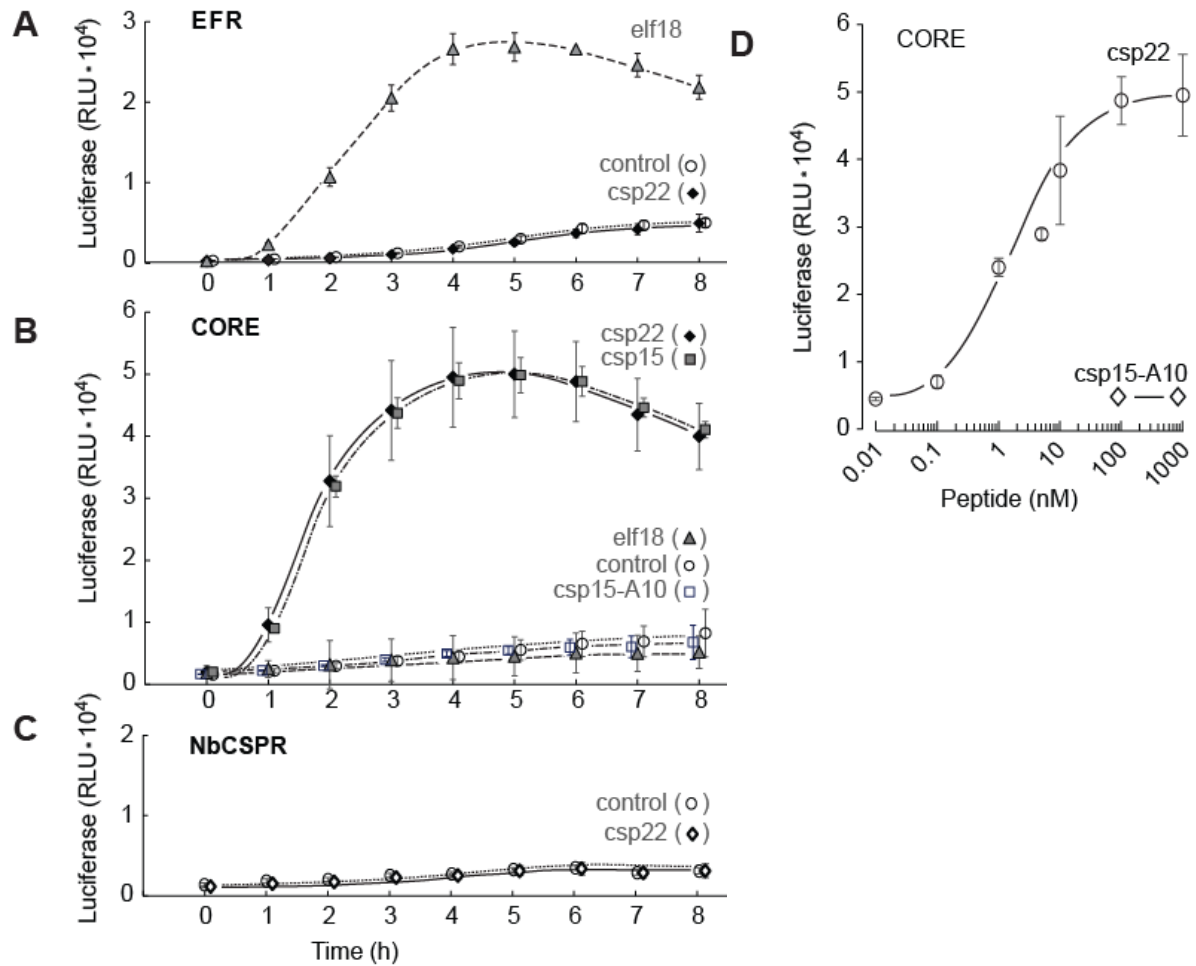 A
EFR
elf18
control (○)
csp22 (◆)
Luciferase (RLU · 10⁴)
3
2
1
0
0 1 2 3 4 5 6 7 8
B
CORE
csp22 (◆)
csp15 (■)
elf18 (▲)
control (○)
csp15-A10 (□)
Luciferase (RLU · 10⁴)
6
5
4
3
2
1
0
0 1 2 3 4 5 6 7 8
C
NbCSPR
control (○)
csp22 (◇)
Luciferase (RLU · 10⁴)
2
1
0
0 1 2 3 4 5 6 7 8
Time (h)
D
CORE
csp22
csp15-A10
◇—◇
Luciferase (RLU · 10⁴)
6
5
4
3
2
1
0
0.01 0.1 1 10 100 1000
Peptide (nM)